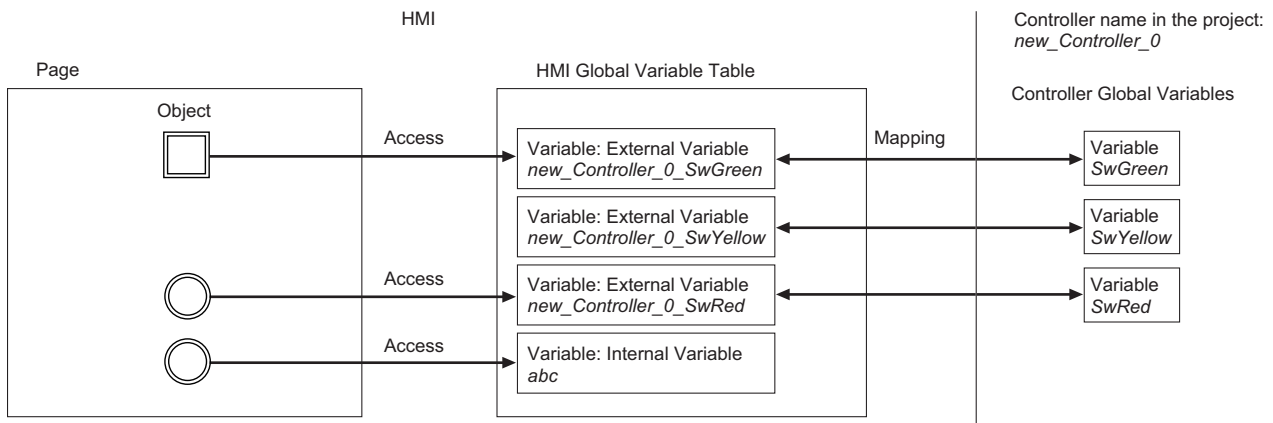 HMI
Controller name in the project:
new_Controller_0
Page
HMI Global Variable Table
Controller Global Variables
Object
Access
Variable: External Variable
new_Controller_0_SwGreen
Mapping
Variable
SwGreen
Variable: External Variable
new_Controller_0_SwYellow
Variable
SwYellow
Access
Variable: External Variable
new_Controller_0_SwRed
Variable
SwRed
Access
Variable: Internal Variable
abc